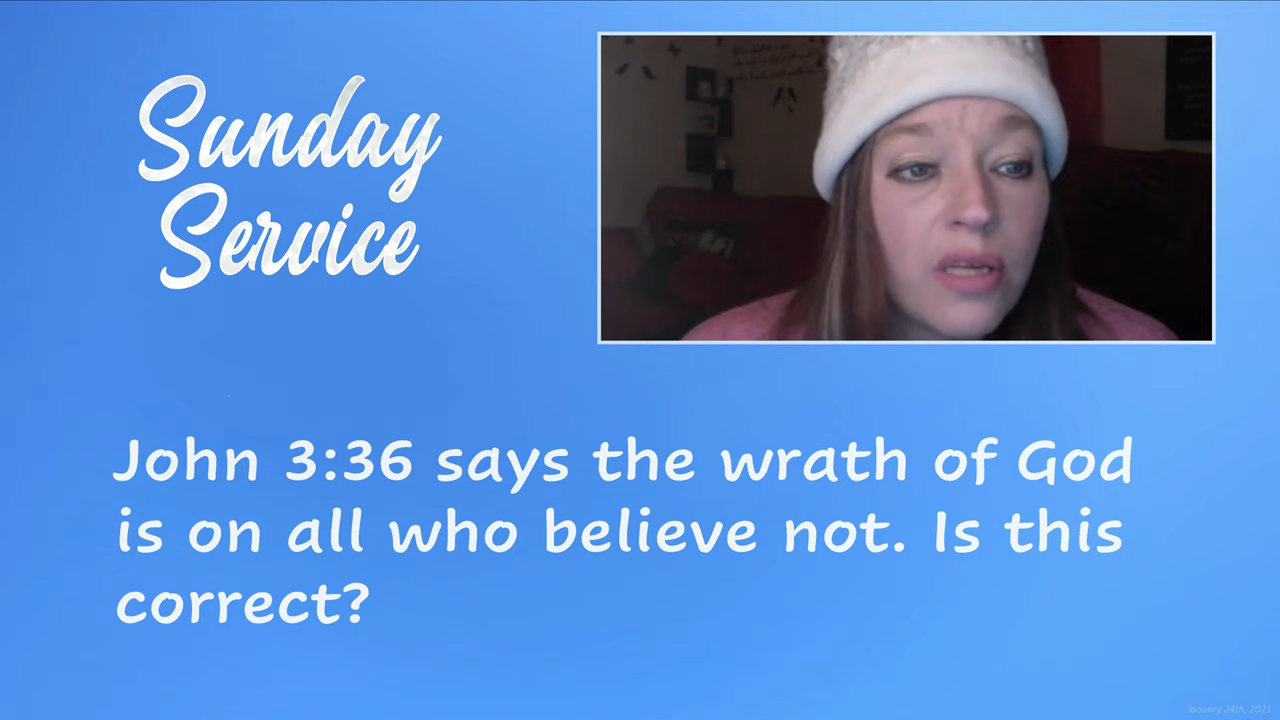 Sunday
Service
John 3:36 says the wrath of God
is on all who believe not. Is this
correct?
January 24th, 2021